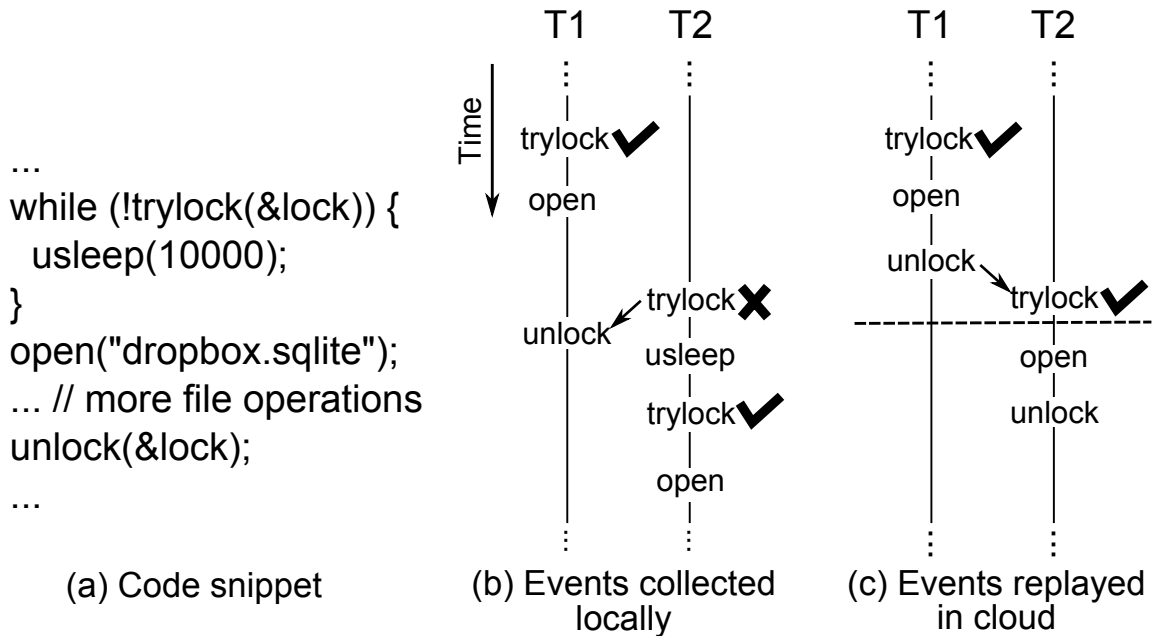 ...
while (!trylock(&lock)) {
usleep(10000);
}
open("dropbox.sqlite");
... // more file operations
unlock(&lock);
...
(a) Code snippet
T1 T2
Time
trylock
open
trylock
unlock
usleep
trylock
open
(b) Events collected
locally
T1 T2
trylock
open
unlock
trylock
open
unlock
(c) Events replayed
in cloud